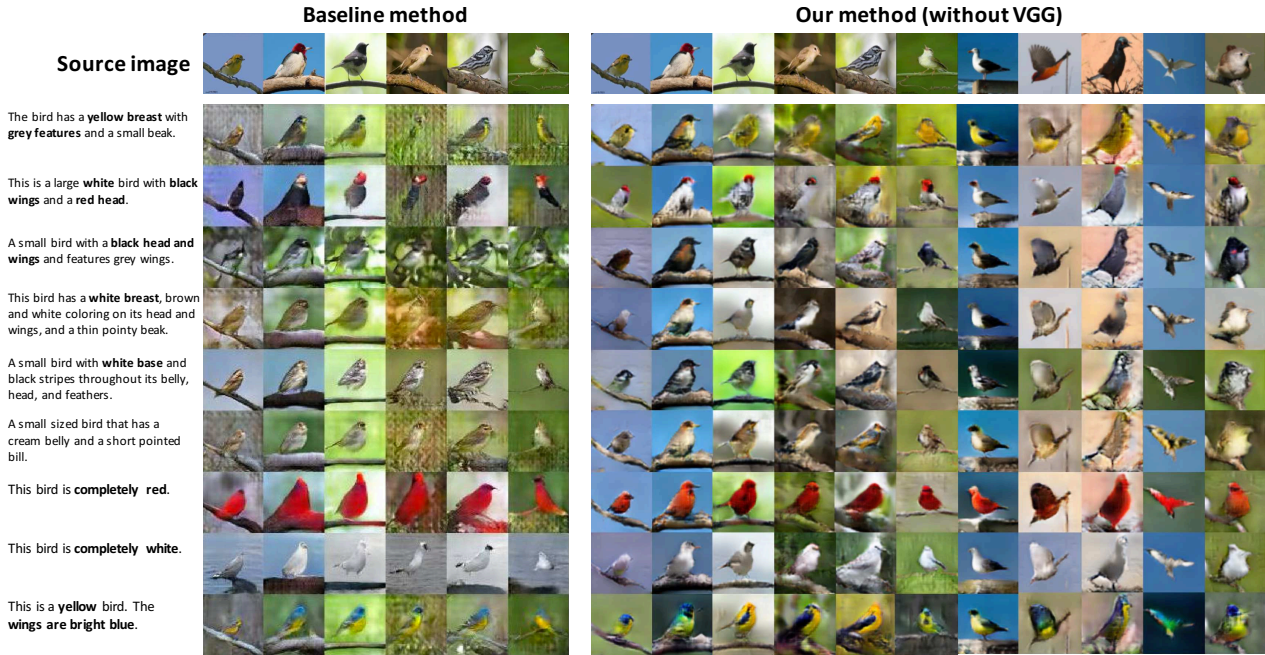 Baseline method
Our method (without VGG)
Source image
The bird has a yellow breast with
grey features and a small beak.
This is a large white bird with black
wings and a red head.
A small bird with a black head and
wings and features grey wings.
This bird has a white breast, brown
and white coloring on its head and
wings, and a thin pointy beak.
A small bird with white base and
black stripes throughout its belly,
head, and feathers.
A small sized bird that has a
cream belly and a short pointed
bill.
This bird is completely red.
This bird is completely white.
This is a yellow bird. The
wings are bright blue.